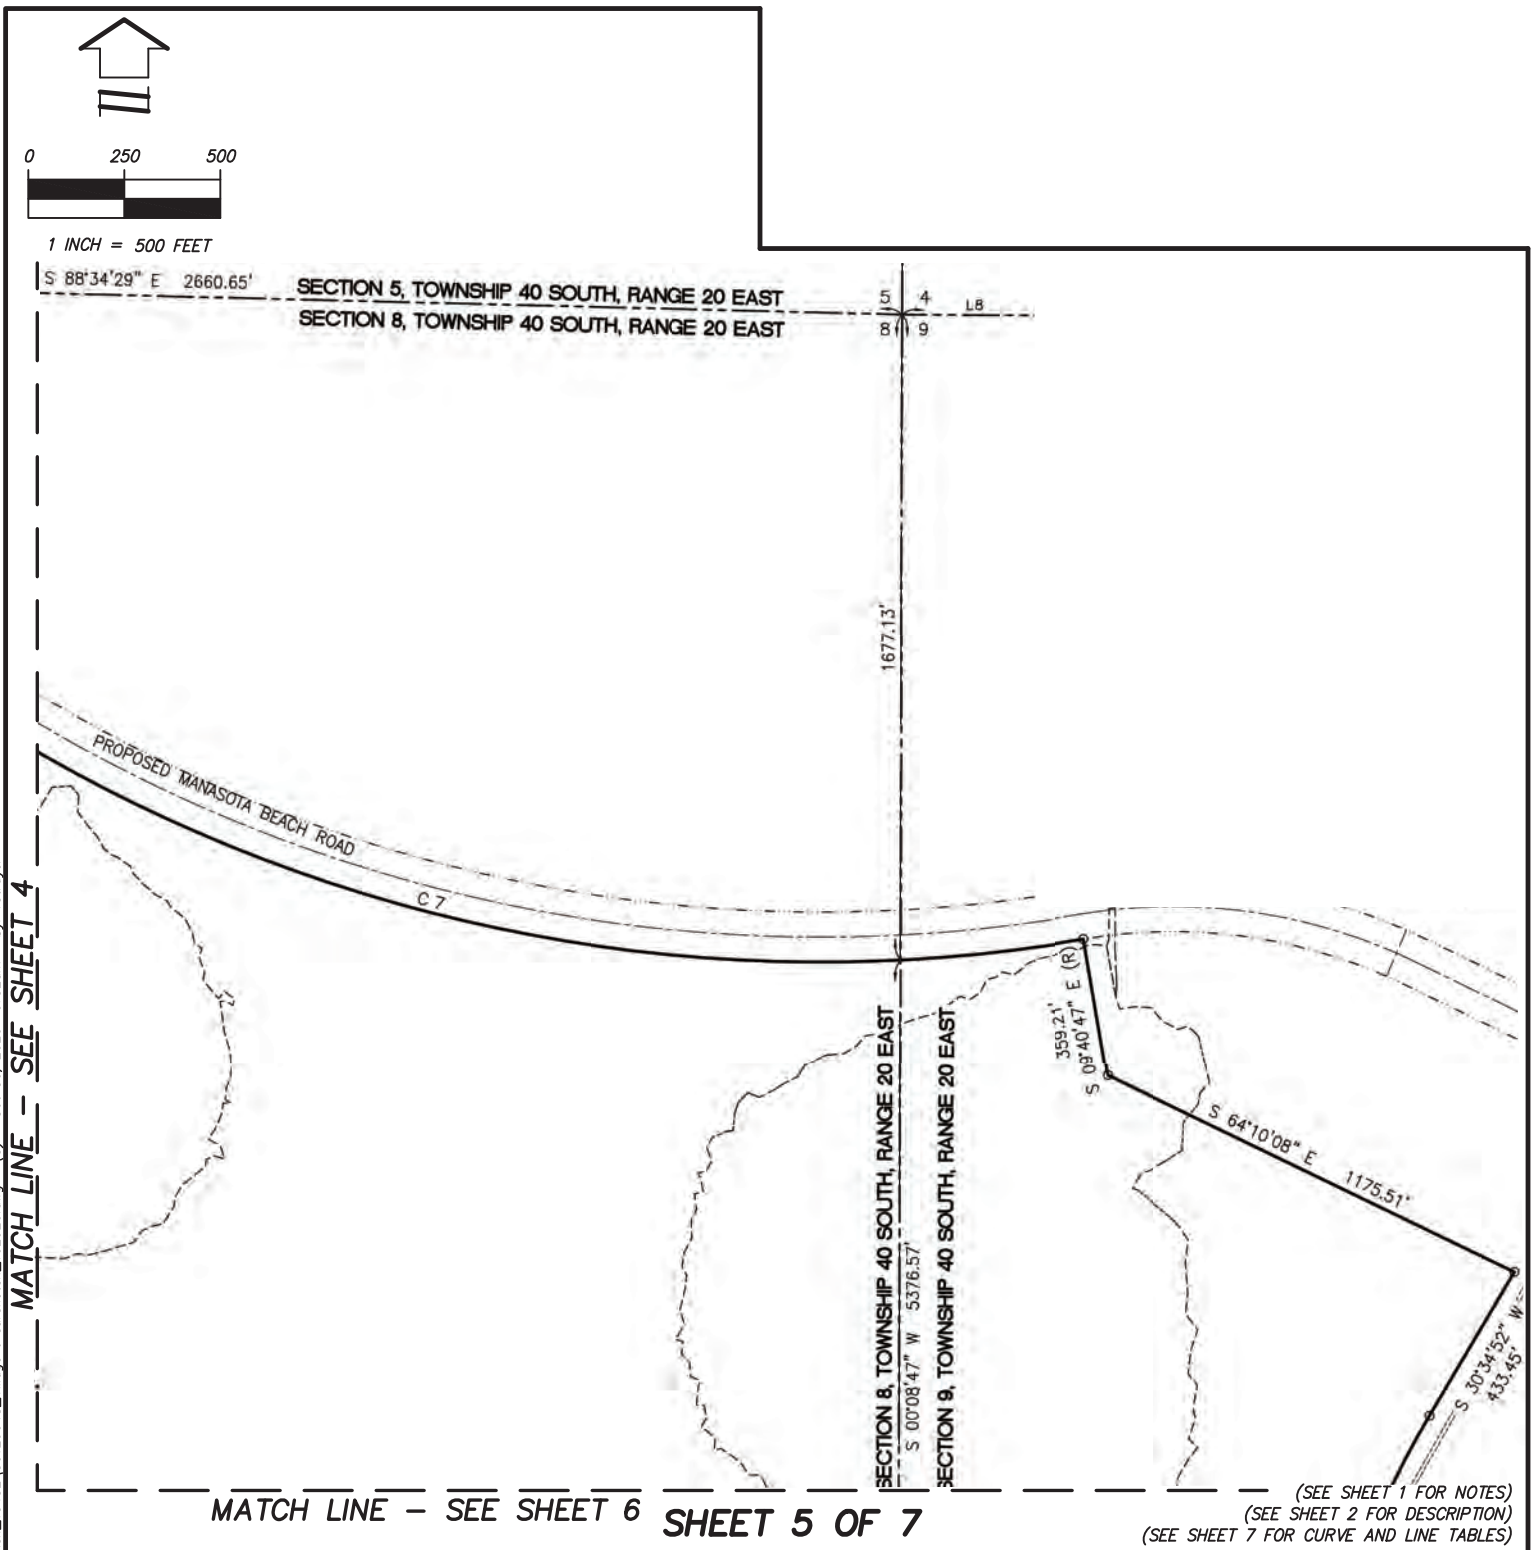 0 250 500
1 INCH = 500 FEET
S 88°34'29" E 2660.65'
SECTION 5, TOWNSHIP 40 SOUTH, RANGE 20 EAST
SECTION 8, TOWNSHIP 40 SOUTH, RANGE 20 EAST
5 4
8 9
L8
1677.13'
PROPOSED MANASOTA BEACH ROAD
C 7
MATCH LINE - SEE SHEET 4
359.21'
S 09°40'47" E (R)
S 64°10'08" E 1175.51'
SECTION 8, TOWNSHIP 40 SOUTH, RANGE 20 EAST
S 00°08'47" W 5376.57'
SECTION 9, TOWNSHIP 40 SOUTH, RANGE 20 EAST
S 30°34'52" W
433.45'
MATCH LINE - SEE SHEET 6
SHEET 5 OF 7
(SEE SHEET 1 FOR NOTES)
(SEE SHEET 2 FOR DESCRIPTION)
(SEE SHEET 7 FOR CURVE AND LINE TABLES)